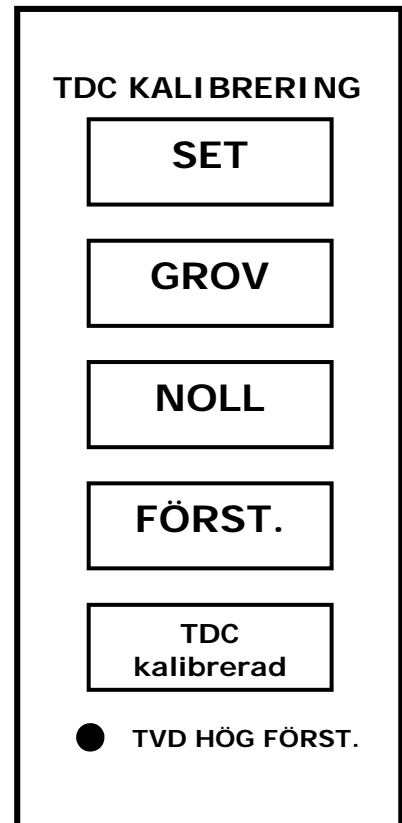 TDC KALIBRERING
SET
GROV
NOLL
FÖRST.
TDC
kalibrerad
TVD HÖG FÖRST.